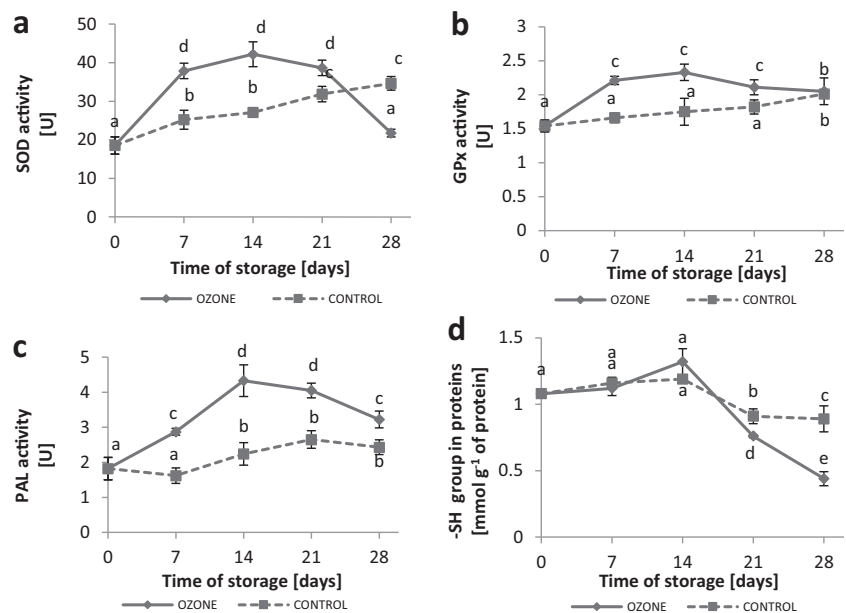 a
SOD activity
[U]
50
40
30
20
10
0
a
d
d
d
b
b
c
c
a
0 7 14 21 28
Time of storage [days]
OZONE CONTROL
b
GPx activity
[U]
3
2.5
2
1.5
1
0.5
0
a
c
c
c
b
a
a
a
b
0 7 14 21 28
Time of storage [days]
OZONE CONTROL
c
PAL activity
[U]
5
4
3
2
1
0
a
c
d
d
c
a
b
b
b
0 7 14 21 28
Time of storage [days]
OZONE CONTROL
d
-SH group in proteins
[mmol g⁻¹ of protein]
1.5
1
0.5
0
a
a
a
a
a
b
c
d
e
0 7 14 21 28
Time of storage [days]
OZONE CONTROL